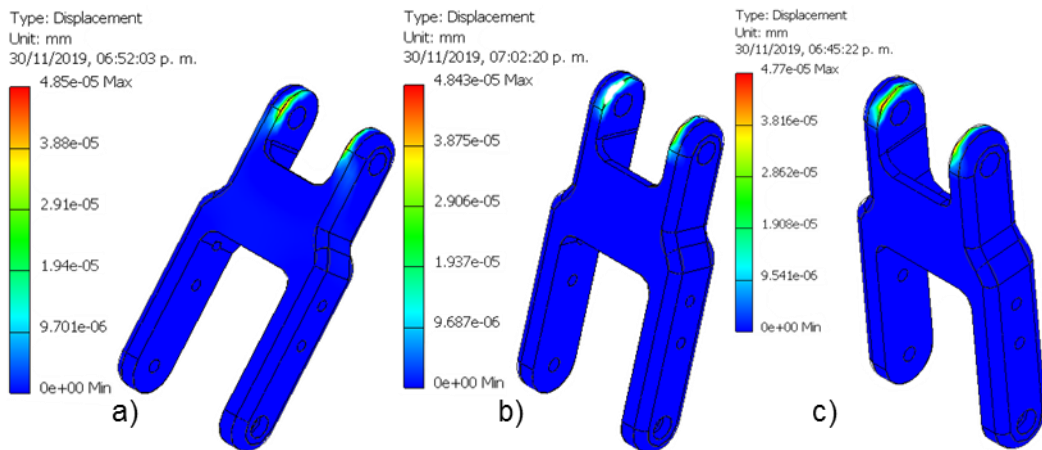 Type: Displacement
Unit: mm
30/11/2019, 06:52:03 p. m.
4.85e-05 Max
3.88e-05
2.91e-05
1.94e-05
9.701e-06
0e+00 Min
a)
Type: Displacement
Unit: mm
30/11/2019, 07:02:20 p. m.
4.843e-05 Max
3.875e-05
2.906e-05
1.937e-05
9.687e-06
0e+00 Min
b)
Type: Displacement
Unit: mm
30/11/2019, 06:45:22 p. m.
4.77e-05 Max
3.816e-05
2.862e-05
1.908e-05
9.541e-06
0e+00 Min
c)